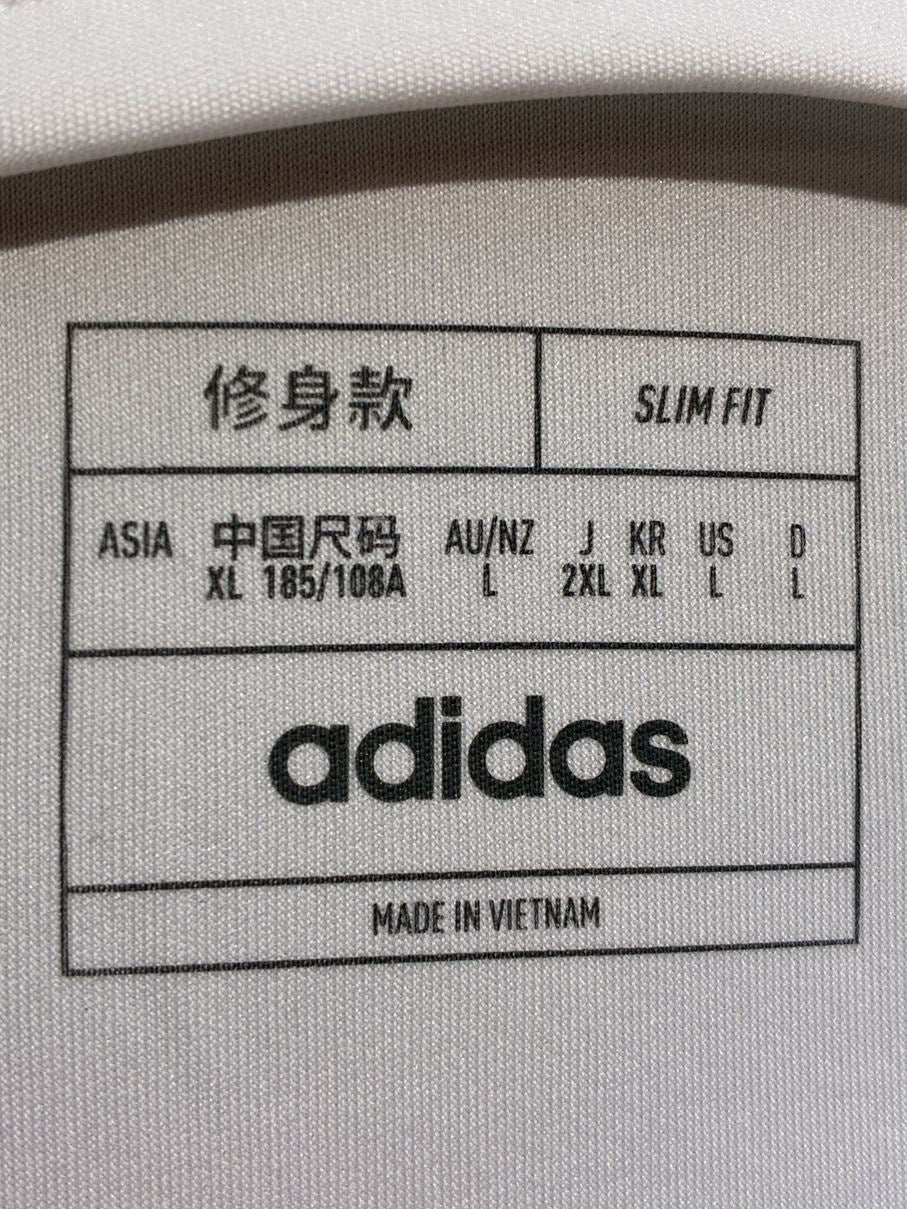 修身款 SLIM FIT
ASIA 中国尺码 AU/NZ J KR US D
XL 185/108A L 2XL XL L L
adidas
MADE IN VIETNAM